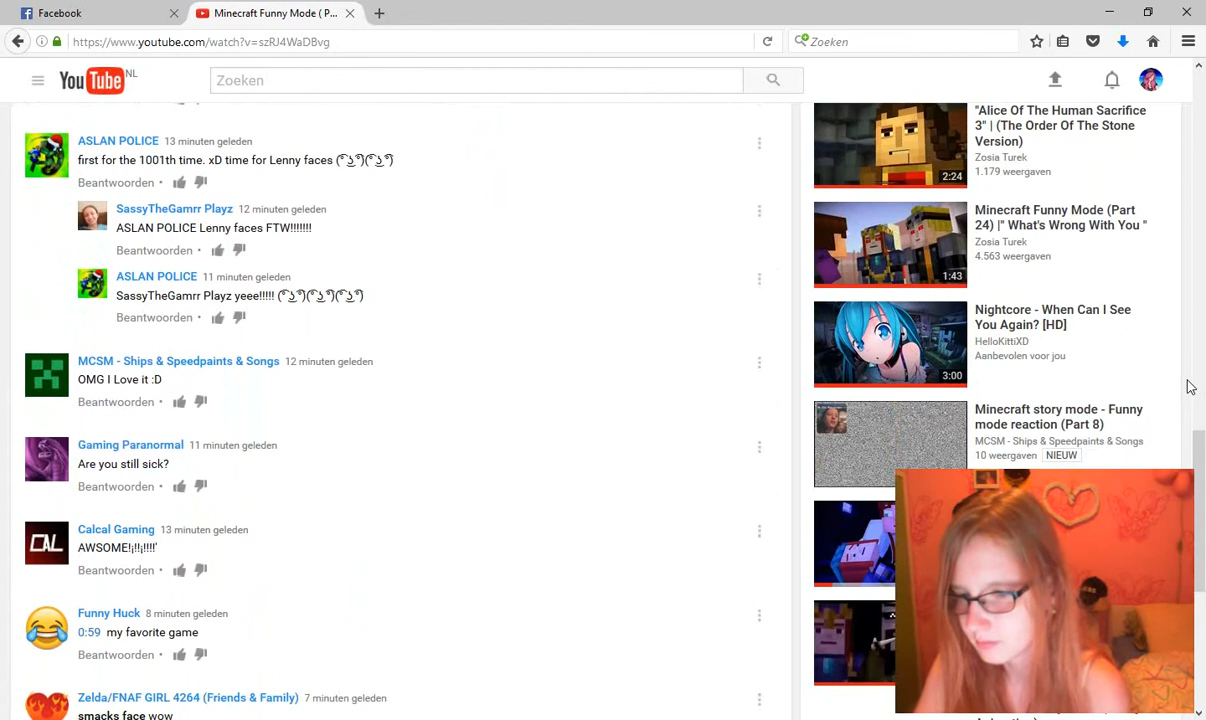 Facebook
Minecraft Funny Mode ( P...
https://www.youtube.com/watch?v=szRJ4WaDBvg
Zoeken
YouTube NL
Zoeken
ASLAN POLICE 13 minuten geleden
first for the 1001th time. xD time for Lenny faces ( ͡° ͜ʖ ͡°)( ͡° ͜ʖ ͡°)
Beantwoorden •
SassyTheGamrr Playz 12 minuten geleden
ASLAN POLICE Lenny faces FTW!!!!!!!
Beantwoorden •
ASLAN POLICE 11 minuten geleden
SassyTheGamrr Playz yeee!!!!! ( ͡° ͜ʖ ͡°)( ͡° ͜ʖ ͡°)( ͡° ͜ʖ ͡°)
Beantwoorden •
MCSM - Ships & Speedpaints & Songs 12 minuten geleden
OMG I Love it :D
Beantwoorden •
Gaming Paranormal 11 minuten geleden
Are you still sick?
Beantwoorden •
CAL
Calcal Gaming 13 minuten geleden
AWSOME!¡!!¡!!!!'
Beantwoorden •
Funny Huck 8 minuten geleden
0:59 my favorite game
Beantwoorden •
Zelda/FNAF GIRL 4264 (Friends & Family) 7 minuten geleden
smacks face wow
"Alice Of The Human Sacrifice
3" | (The Order Of The Stone
Version)
Zosia Turek
1.179 weergaven
2:24
Minecraft Funny Mode (Part
24) |" What's Wrong With You "
Zosia Turek
4.563 weergaven
1:43
Nightcore - When Can I See
You Again? [HD]
HelloKittiXD
Aanbevolen voor jou
3:00
Minecraft story mode - Funny
mode reaction (Part 8)
MCSM - Ships & Speedpaints & Songs
10 weergaven NIEUW